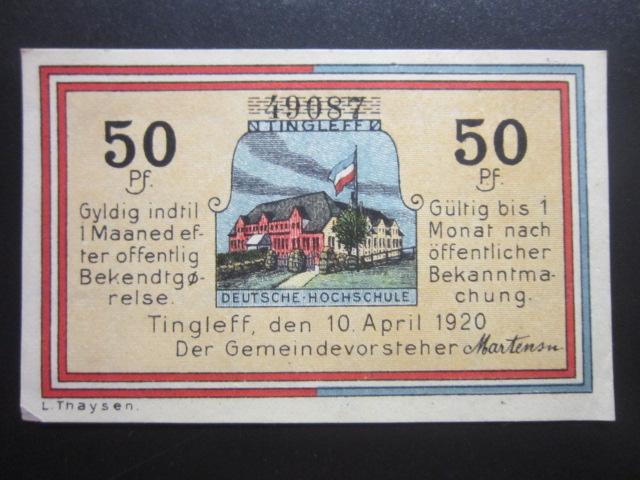 49087
TINGLEFF
50
Pf.
Gyldig indtil
1 Maaned ef-
ter offentlig
Bekendtgø-
relse.
50
Pf.
Gültig bis 1
Monat nach
öffentlicher
Bekanntma-
chung.
DEUTSCHE-HOCHSCHULE
Tingleff, den 10. April 1920
Der Gemeindevorsteher Martensen
L. Thaysen.